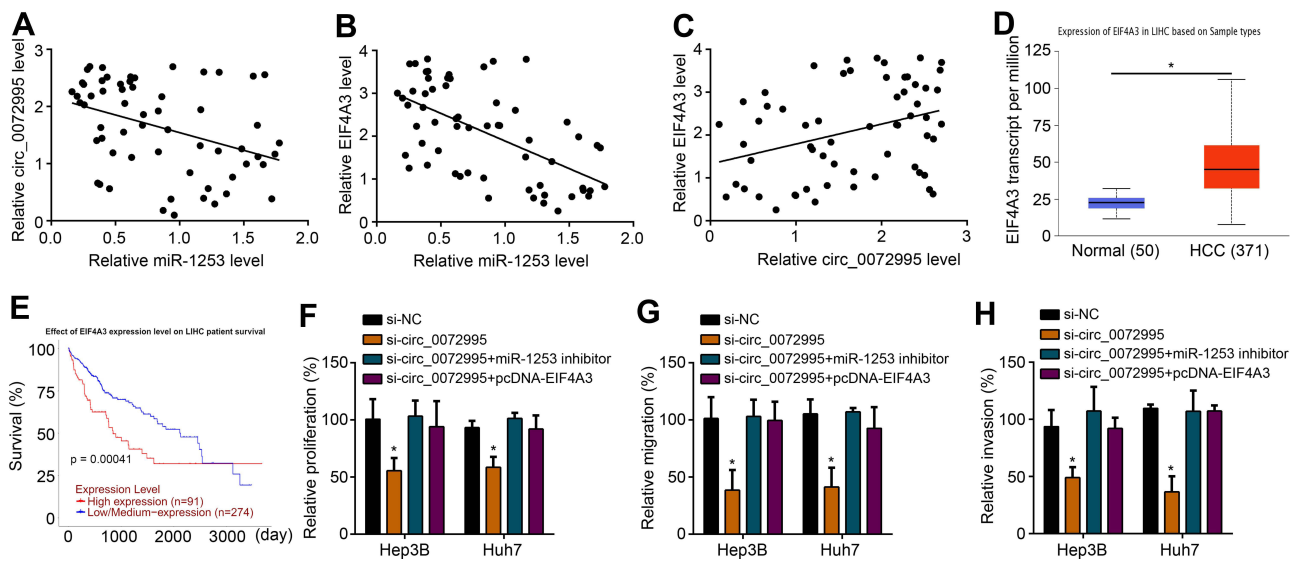 A
Relative circ_0072995 level
3
2
1
0
0.0
0.5
1.0
1.5
2.0
Relative miR-1253 level
B
Relative EIF4A3 level
4
3
2
1
0
0.0
0.5
1.0
1.5
2.0
Relative miR-1253 level
C
Relative EIF4A3 level
4
3
2
1
0
0
1
2
3
Relative circ_0072995 level
D
Expression of EIF4A3 in LIHC based on Sample types
EIF4A3 transcript per million
125
100
75
50
25
0
*
Normal (50)
HCC (371)
E
Effect of EIF4A3 expression level on LIHC patient survival
Survival (%)
100
75
50
25
0
p = 0.00041
Expression Level
High expression (n=91)
Low/Medium-expression (n=274)
0
1000
2000
3000
(day)
F
si-NC
si-circ_0072995
si-circ_0072995+miR-1253 inhibitor
si-circ_0072995+pcDNA-EIF4A3
Relative proliferation (%)
150
100
50
0
*
*
Hep3B
Huh7
G
si-NC
si-circ_0072995
si-circ_0072995+miR-1253 inhibitor
si-circ_0072995+pcDNA-EIF4A3
Relative migration (%)
150
100
50
0
*
*
Hep3B
Huh7
H
si-NC
si-circ_0072995
si-circ_0072995+miR-1253 inhibitor
si-circ_0072995+pcDNA-EIF4A3
Relative invasion (%)
150
100
50
0
*
*
Hep3B
Huh7